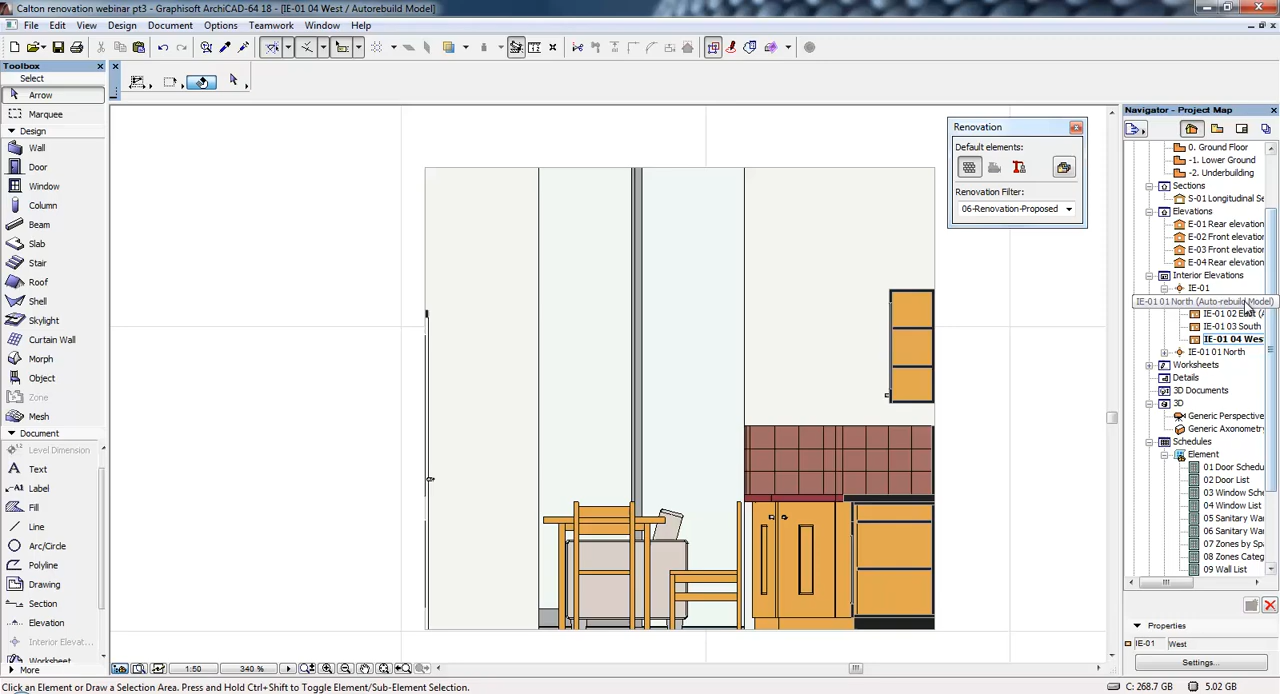 Calton renovation webinar pt3 - Graphisoft ArchiCAD-64 18 - [IE-01 04 West / Autorebuild Model]
File Edit View Design Document Options Teamwork Window Help
Toolbox
Select
Arrow
Marquee
Design
Wall
Door
Window
Column
Beam
Slab
Stair
Roof
Shell
Skylight
Curtain Wall
Morph
Object
Zone
Mesh
Document
Level Dimension
Text
Label
Fill
Line
Arc/Circle
Polyline
Drawing
Section
Elevation
Interior Elevat...
Worksheet
More
Renovation
Default elements:
Renovation Filter:
06-Renovation-Proposed
Navigator - Project Map
0. Ground Floor
-1. Lower Ground
-2. Underbuilding
Sections
S-01 Longitudinal Se
Elevations
E-01 Rear elevation
E-02 Front elevation
E-03 Front elevation
E-04 Rear elevation
Interior Elevations
IE-01
IE-01 01 North (Auto-rebuild Model)
IE-01 02 East (A
IE-01 03 South
IE-01 04 Wes
IE-01 01 North
Worksheets
Details
3D Documents
3D
Generic Perspective
Generic Axonometry
Schedules
Element
01 Door Schedu
02 Door List
03 Window Sche
04 Window List
05 Sanitary Wa
06 Sanitary Wa
07 Zones by Sp
08 Zones Categ
09 Wall List
Properties
IE-01 West
Settings...
1:50 340 %
Click an Element or Draw a Selection Area. Press and Hold Ctrl+Shift to Toggle Element/Sub-Element Selection.
C: 268.7 GB 5.02 GB